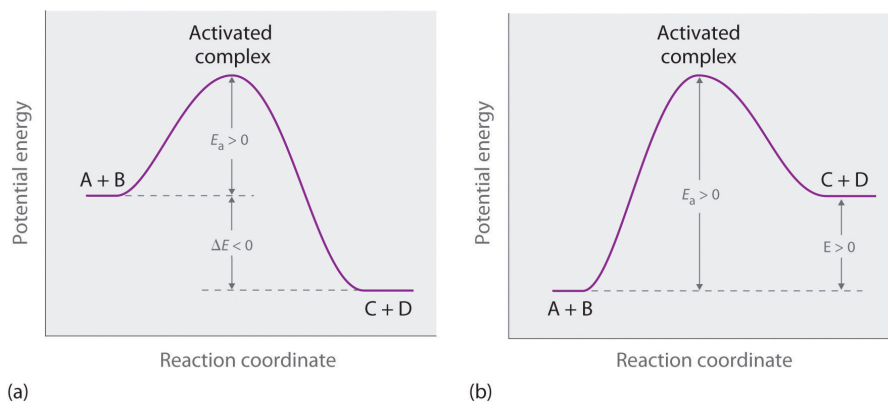 Activated
complex
Potential energy
A + B
Eₐ > 0
ΔE < 0
C + D
Reaction coordinate
(a)
Activated
complex
Potential energy
C + D
Eₐ > 0
E > 0
A + B
Reaction coordinate
(b)